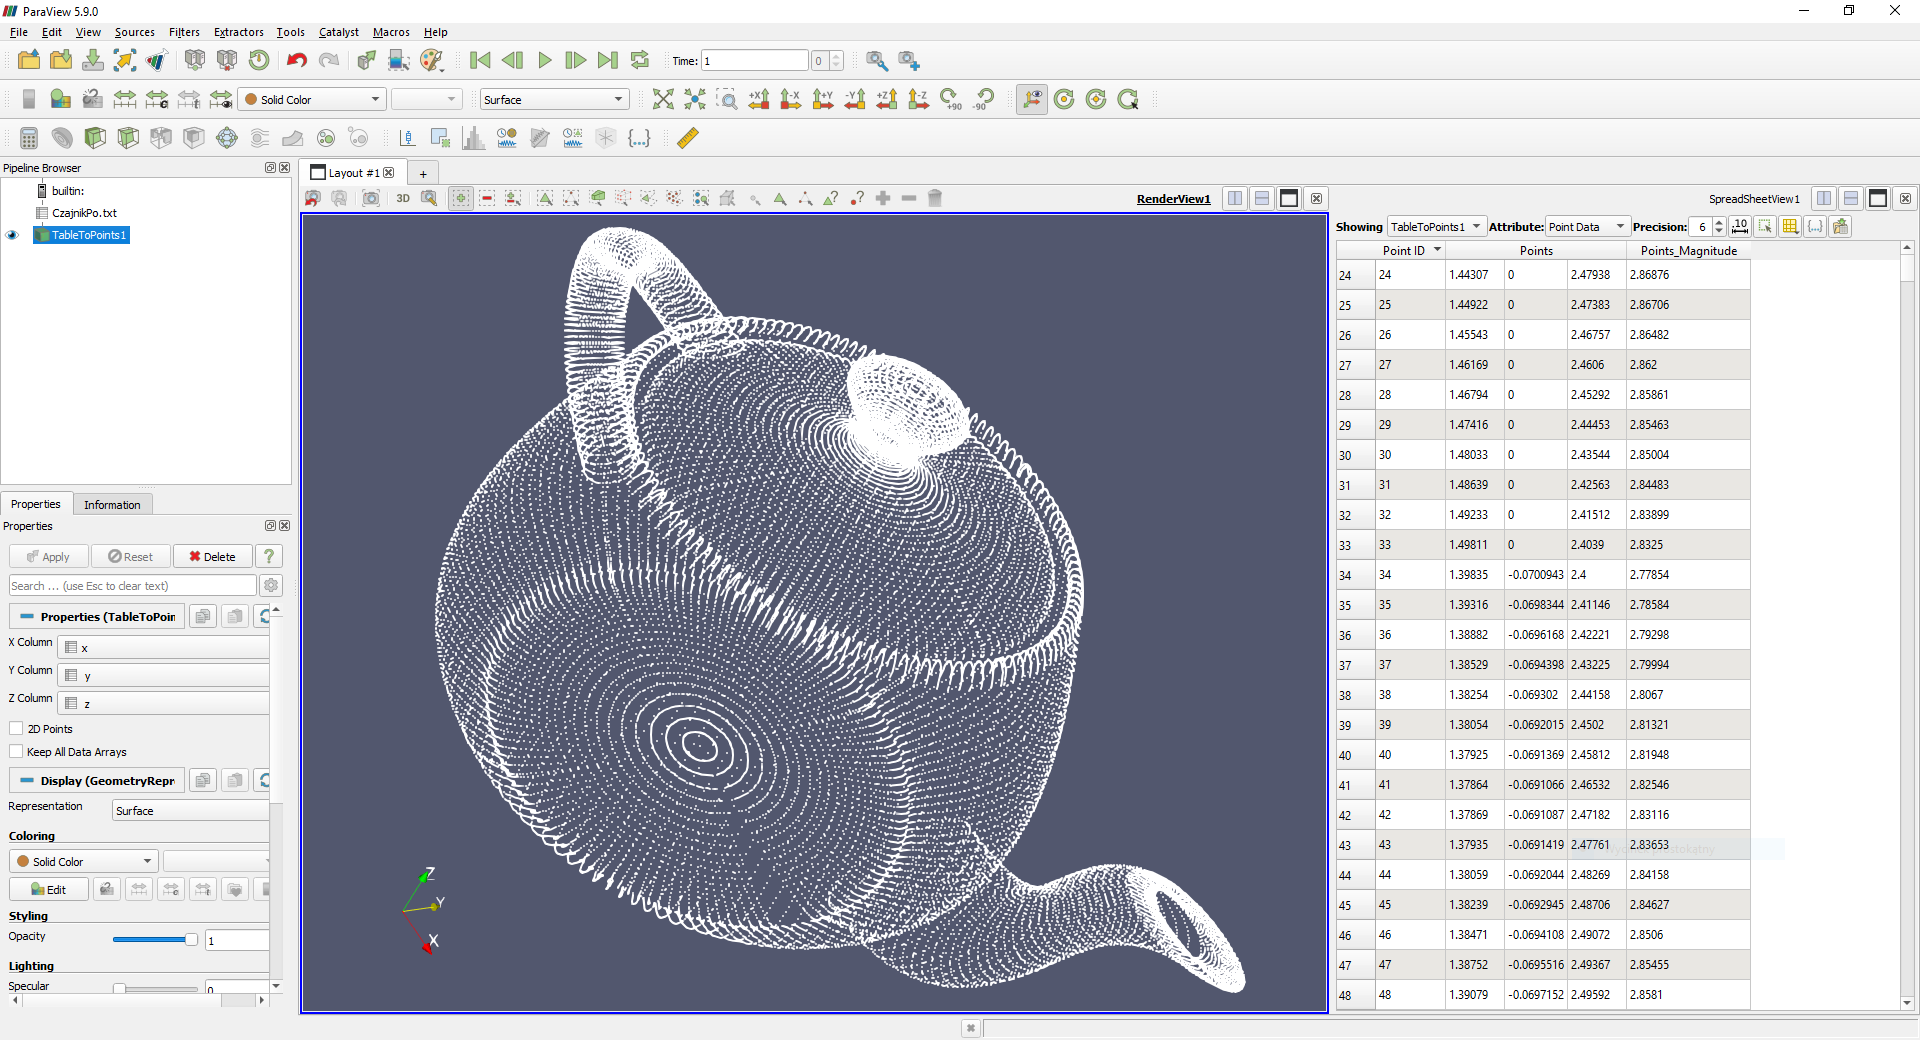 ParaView 5.9.0
File Edit View Sources Filters Extractors Tools Catalyst Macros Help
Time: 1 0
Solid Color Surface +X -X +Y -Y +Z -Z +90 -90
Pipeline Browser
builtin:
CzajnikPo.txt
TableToPoints1
Layout #1 +
3D RenderView1
SpreadSheetView1
Showing TableToPoints1 Attribute: Point Data Precision: 6
Point ID Points Points_Magnitude
24 24 1.44307 0 2.47938 2.86876
25 25 1.44922 0 2.47383 2.86706
26 26 1.45543 0 2.46757 2.86482
27 27 1.46169 0 2.4606 2.862
28 28 1.46794 0 2.45292 2.85861
29 29 1.47416 0 2.44453 2.85463
30 30 1.48033 0 2.43544 2.85004
31 31 1.48639 0 2.42563 2.84483
32 32 1.49233 0 2.41512 2.83899
33 33 1.49811 0 2.4039 2.8325
34 34 1.39835 -0.0700943 2.4 2.77854
35 35 1.39316 -0.0698344 2.41146 2.78584
36 36 1.38882 -0.0696168 2.42221 2.79298
37 37 1.38529 -0.0694398 2.43225 2.79994
38 38 1.38254 -0.069302 2.44158 2.8067
39 39 1.38054 -0.0692015 2.4502 2.81321
40 40 1.37925 -0.0691369 2.45812 2.81948
41 41 1.37864 -0.0691066 2.46532 2.82546
42 42 1.37869 -0.0691087 2.47182 2.83116
43 43 1.37935 -0.0691419 2.47761 2.83653
44 44 1.38059 -0.0692044 2.48269 2.84158
45 45 1.38239 -0.0692945 2.48706 2.84627
46 46 1.38471 -0.0694108 2.49072 2.8506
47 47 1.38752 -0.0695516 2.49367 2.85455
48 48 1.39079 -0.0697152 2.49592 2.8581
Properties Information
Properties
Apply Reset Delete ?
Search ... (use Esc to clear text)
Properties (TableToPoin
X Column x
Y Column y
Z Column z
2D Points
Keep All Data Arrays
Display (GeometryRepr
Representation Surface
Coloring
Solid Color
Edit
Styling
Opacity 1
Lighting
Specular 0
Z
Y
X